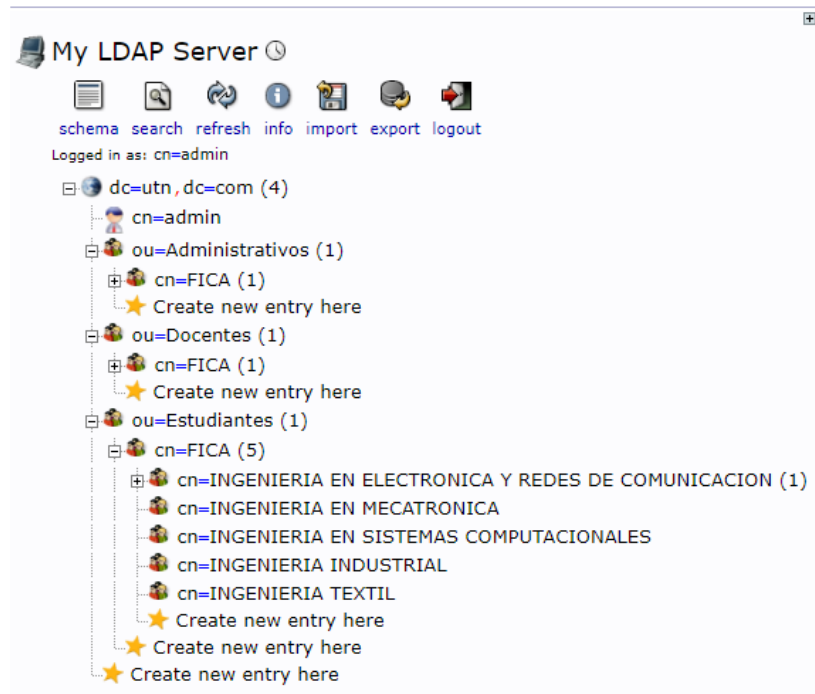 My LDAP Server
schema search refresh info import export logout
Logged in as: cn=admin
dc=utn,dc=com (4)
cn=admin
ou=Administrativos (1)
cn=FICA (1)
Create new entry here
ou=Docentes (1)
cn=FICA (1)
Create new entry here
ou=Estudiantes (1)
cn=FICA (5)
cn=INGENIERIA EN ELECTRONICA Y REDES DE COMUNICACION (1)
cn=INGENIERIA EN MECATRONICA
cn=INGENIERIA EN SISTEMAS COMPUTACIONALES
cn=INGENIERIA INDUSTRIAL
cn=INGENIERIA TEXTIL
Create new entry here
Create new entry here
Create new entry here